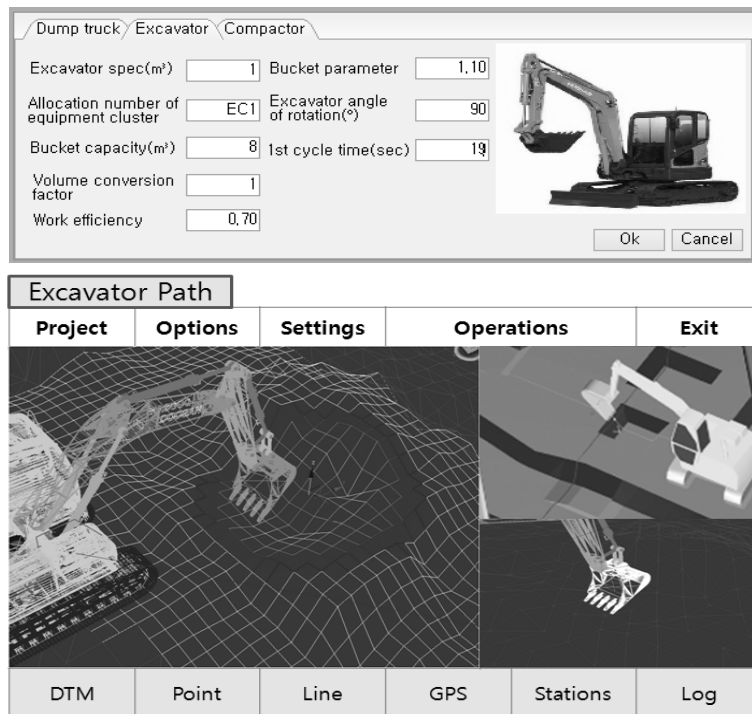 Dump truck Excavator Compactor
Excavator spec(m³) 1 Bucket parameter 1.10
Allocation number of equipment cluster EC1 Excavator angle of rotation(°) 90
Bucket capacity(m³) 8 1st cycle time(sec) 19
Volume conversion factor 1
Work efficiency 0.70
Ok Cancel
Excavator Path
Project Options Settings Operations Exit
DTM Point Line GPS Stations Log